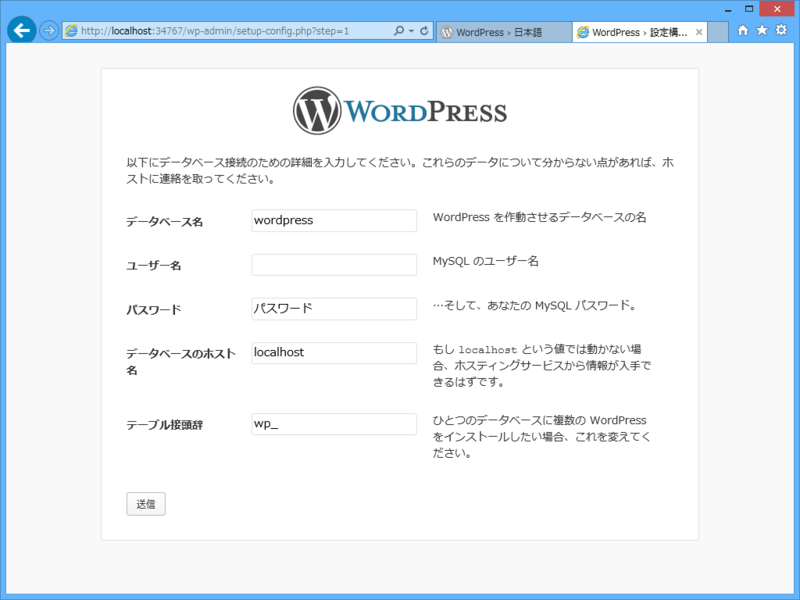 http://localhost:34767/wp-admin/setup-config.php?step=1
WordPress › 日本語
WordPress › 設定構...
WORDPRESS
以下にデータベース接続のための詳細を入力してください。これらのデータについて分からない点があれば、ホ
ストに連絡を取ってください。
データベース名
wordpress
WordPress を作動させるデータベースの名
ユーザー名
MySQL のユーザー名
パスワード
パスワード
…そして、あなたの MySQL パスワード。
データベースのホスト
名
localhost
もし localhost という値では動かない場
合、ホスティングサービスから情報が入手で
きるはずです。
テーブル接頭辞
wp_
ひとつのデータベースに複数の WordPress
をインストールしたい場合、これを変えてく
ださい。
送信